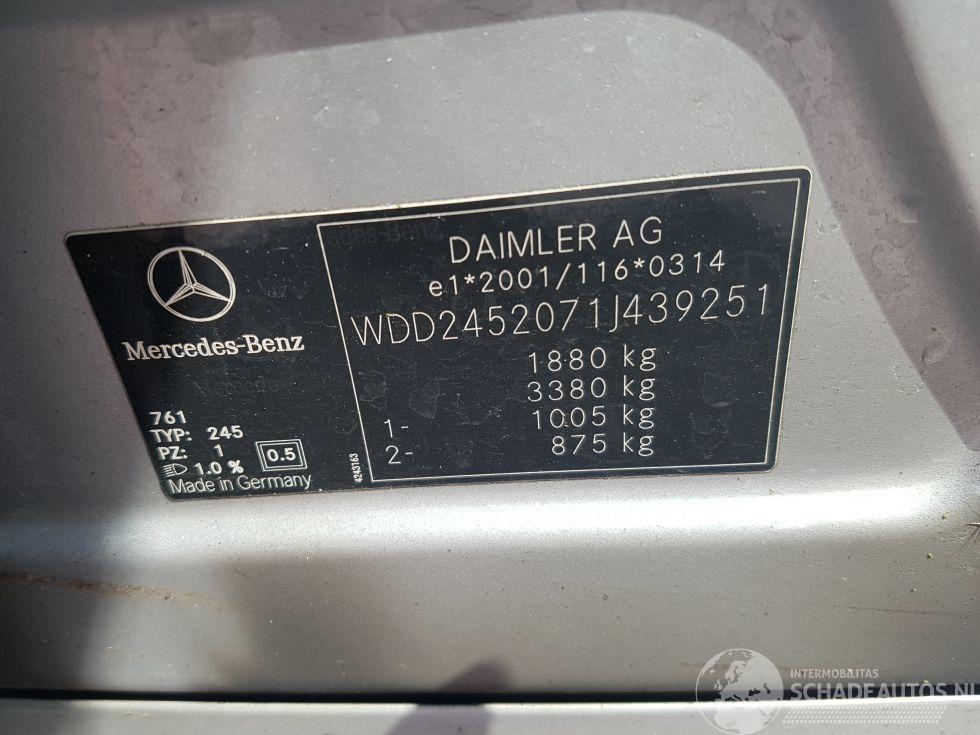 Mercedes-Benz
761
TYP: 245
PZ: 1
1.0 % 0.5
Made in Germany
4243163
DAIMLER AG
e1*2001/116*0314
WDD2452071J439251
1880 kg
3380 kg
1- 1005 kg
2- 875 kg
INTERMOBILITAS
SCHADEAUTOS.NL